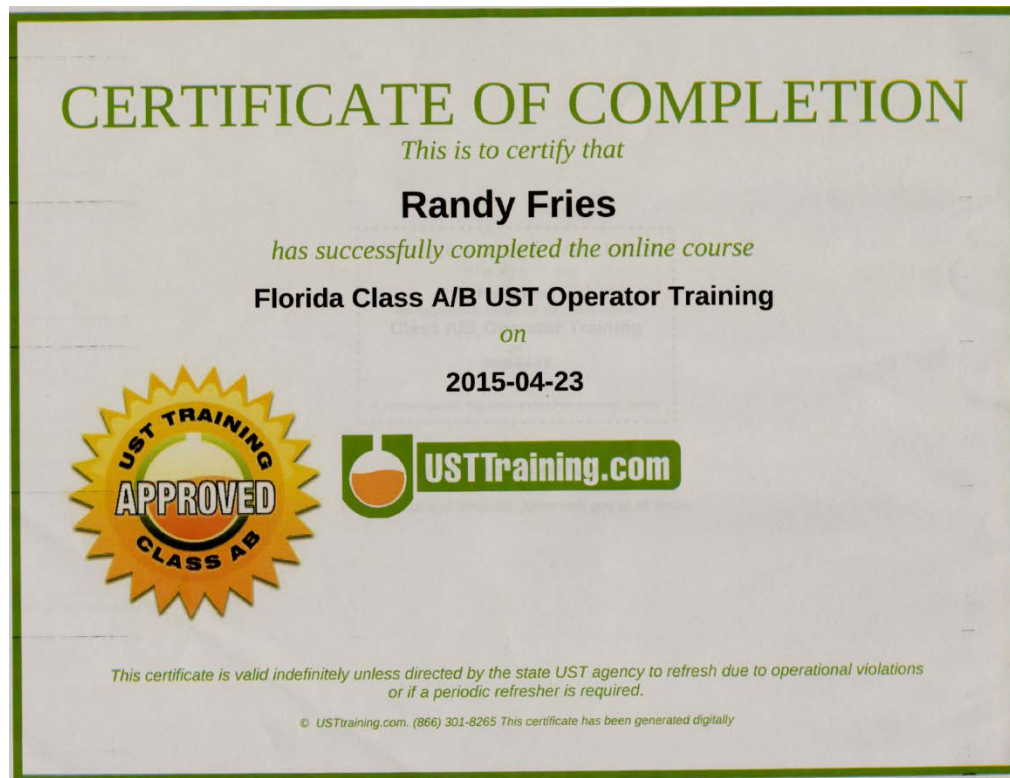 CERTIFICATE OF COMPLETION
This is to certify that
Randy Fries
has successfully completed the online course
Florida Class A/B UST Operator Training
on
2015-04-23
UST TRAINING
APPROVED
CLASS AB
USTTraining.com
This certificate is valid indefinitely unless directed by the state UST agency to refresh due to operational violations
or if a periodic refresher is required.
© USTtraining.com. (866) 301-8265 This certificate has been generated digitally